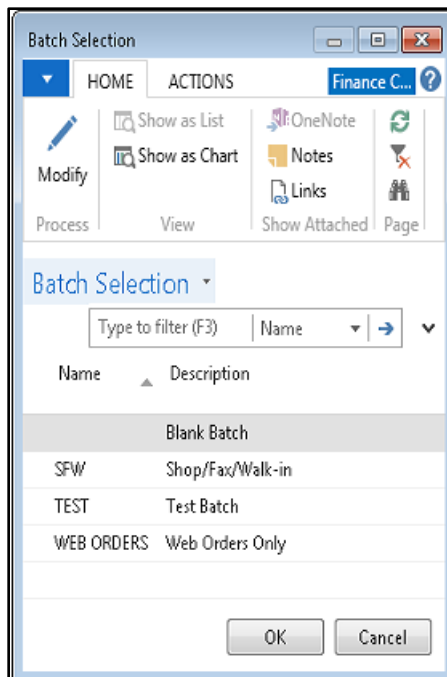 Batch Selection
HOME ACTIONS Finance C...
Modify
Show as List
Show as Chart
OneNote
Notes
Links
Process View Show Attached Page
Batch Selection
Type to filter (F3) Name
Name Description
Blank Batch
SFW Shop/Fax/Walk-in
TEST Test Batch
WEB ORDERS Web Orders Only
OK Cancel